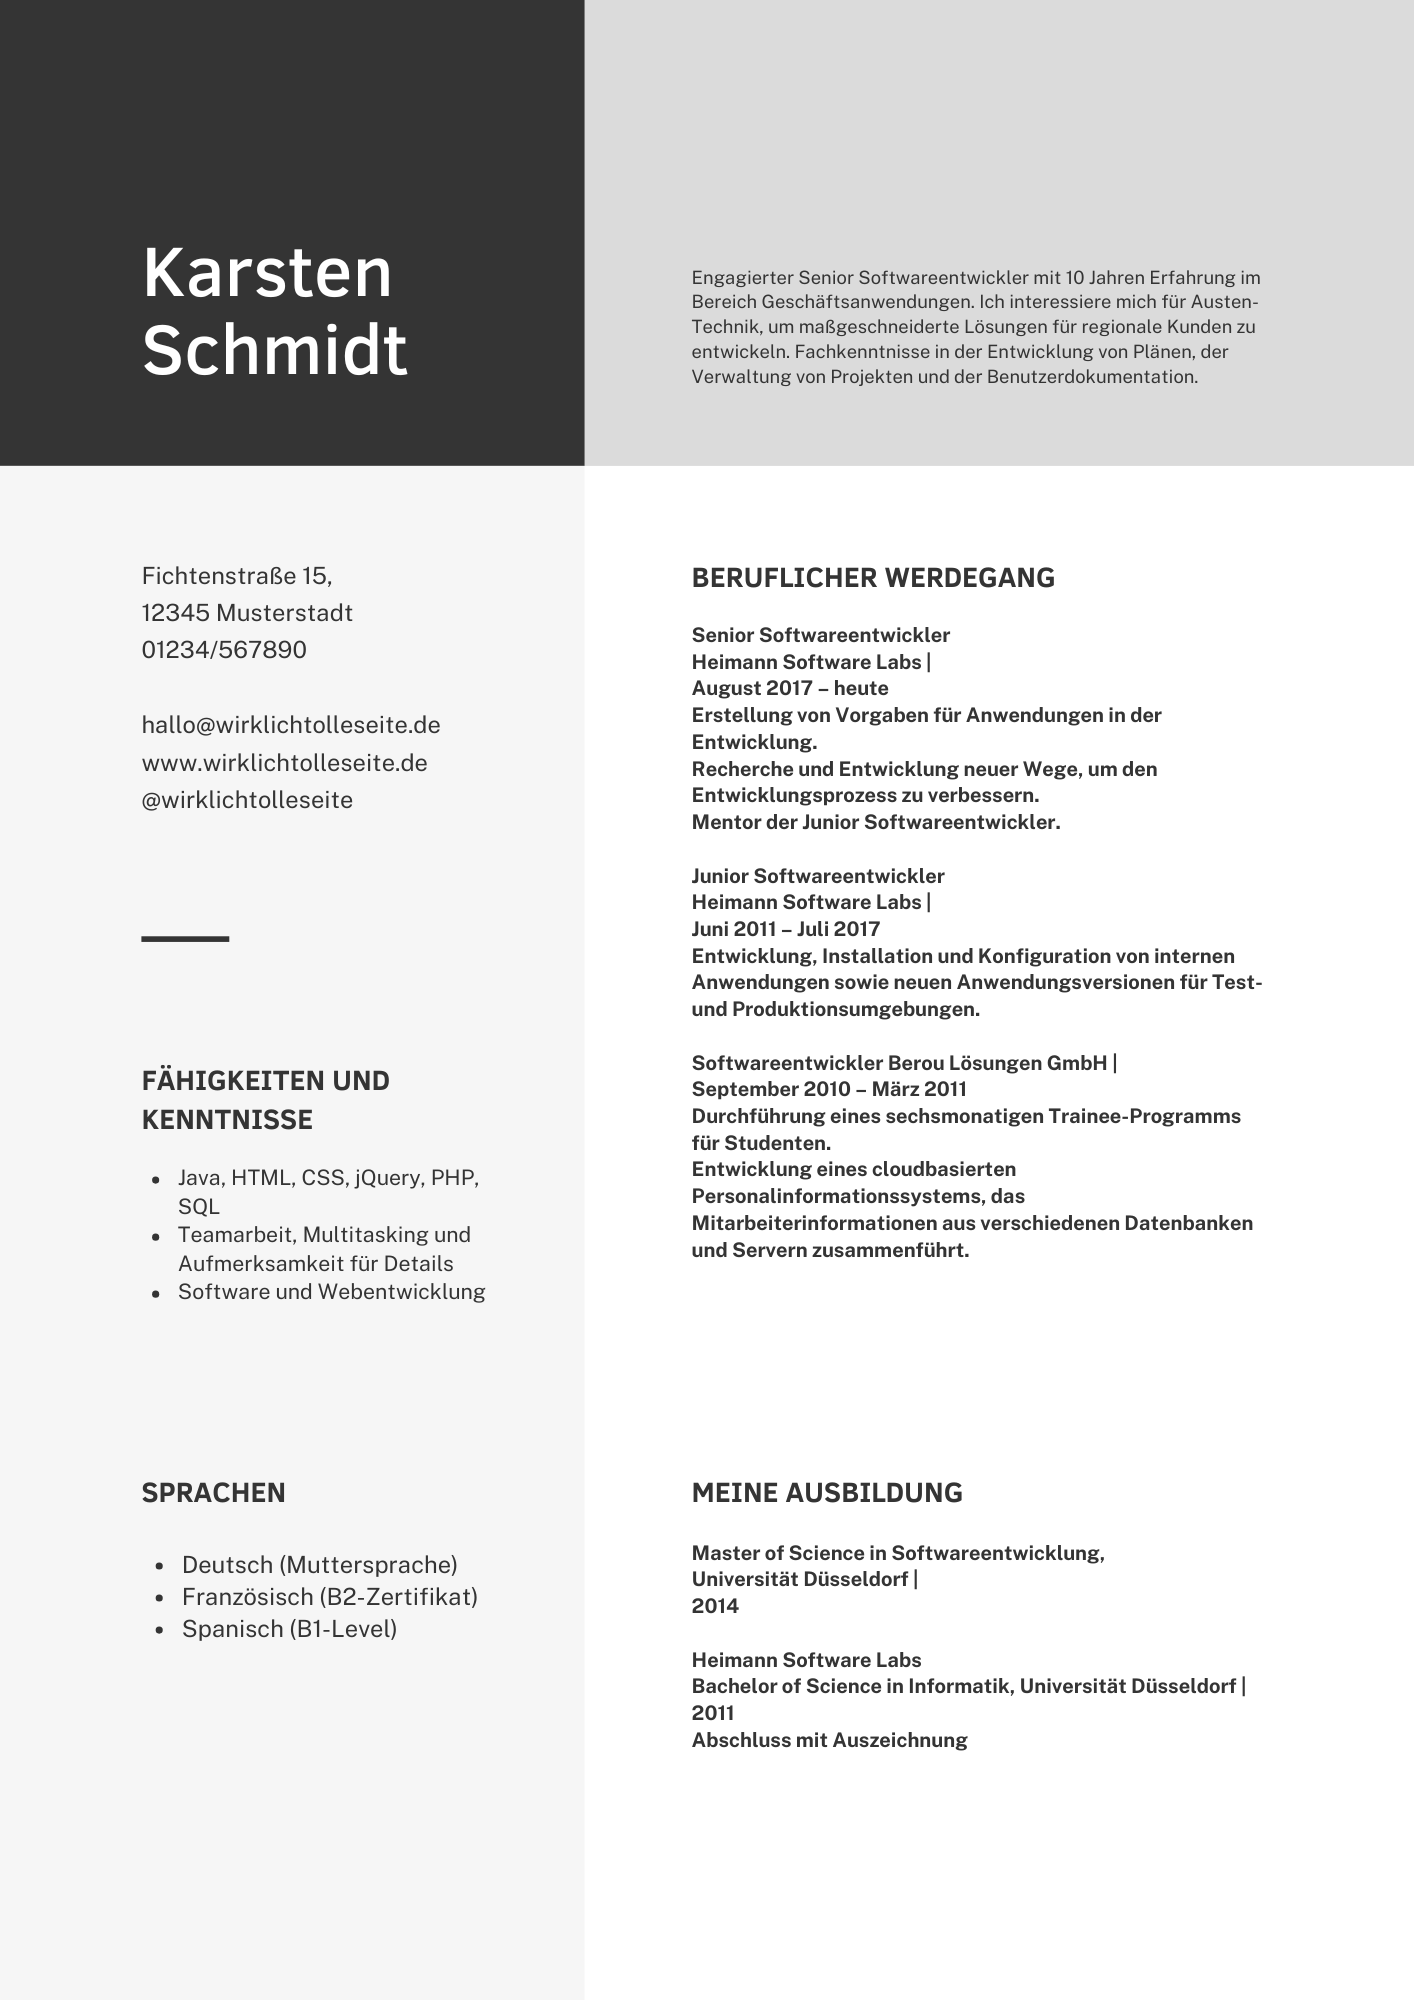 Karsten
Schmidt
Engagierter Senior Softwareentwickler mit 10 Jahren Erfahrung im
Bereich Geschäftsanwendungen. Ich interessiere mich für Austen-
Technik, um maßgeschneiderte Lösungen für regionale Kunden zu
entwickeln. Fachkenntnisse in der Entwicklung von Plänen, der
Verwaltung von Projekten und der Benutzerdokumentation.
Fichtenstraße 15,
12345 Musterstadt
01234/567890
hallo@wirklichtolleseite.de
www.wirklichtolleseite.de
@wirklichtolleseite
FÄHIGKEITEN UND
KENNTNISSE
• Java, HTML, CSS, jQuery, PHP,
SQL
• Teamarbeit, Multitasking und
Aufmerksamkeit für Details
• Software und Webentwicklung
SPRACHEN
• Deutsch (Muttersprache)
• Französisch (B2-Zertifikat)
• Spanisch (B1-Level)
BERUFLICHER WERDEGANG
Senior Softwareentwickler
Heimann Software Labs |
August 2017 – heute
Erstellung von Vorgaben für Anwendungen in der
Entwicklung.
Recherche und Entwicklung neuer Wege, um den
Entwicklungsprozess zu verbessern.
Mentor der Junior Softwareentwickler.
Junior Softwareentwickler
Heimann Software Labs |
Juni 2011 – Juli 2017
Entwicklung, Installation und Konfiguration von internen
Anwendungen sowie neuen Anwendungsversionen für Test-
und Produktionsumgebungen.
Softwareentwickler Berou Lösungen GmbH |
September 2010 – März 2011
Durchführung eines sechsmonatigen Trainee-Programms
für Studenten.
Entwicklung eines cloudbasierten
Personalinformationssystems, das
Mitarbeiterinformationen aus verschiedenen Datenbanken
und Servern zusammenführt.
MEINE AUSBILDUNG
Master of Science in Softwareentwicklung,
Universität Düsseldorf |
2014
Heimann Software Labs
Bachelor of Science in Informatik, Universität Düsseldorf |
2011
Abschluss mit Auszeichnung